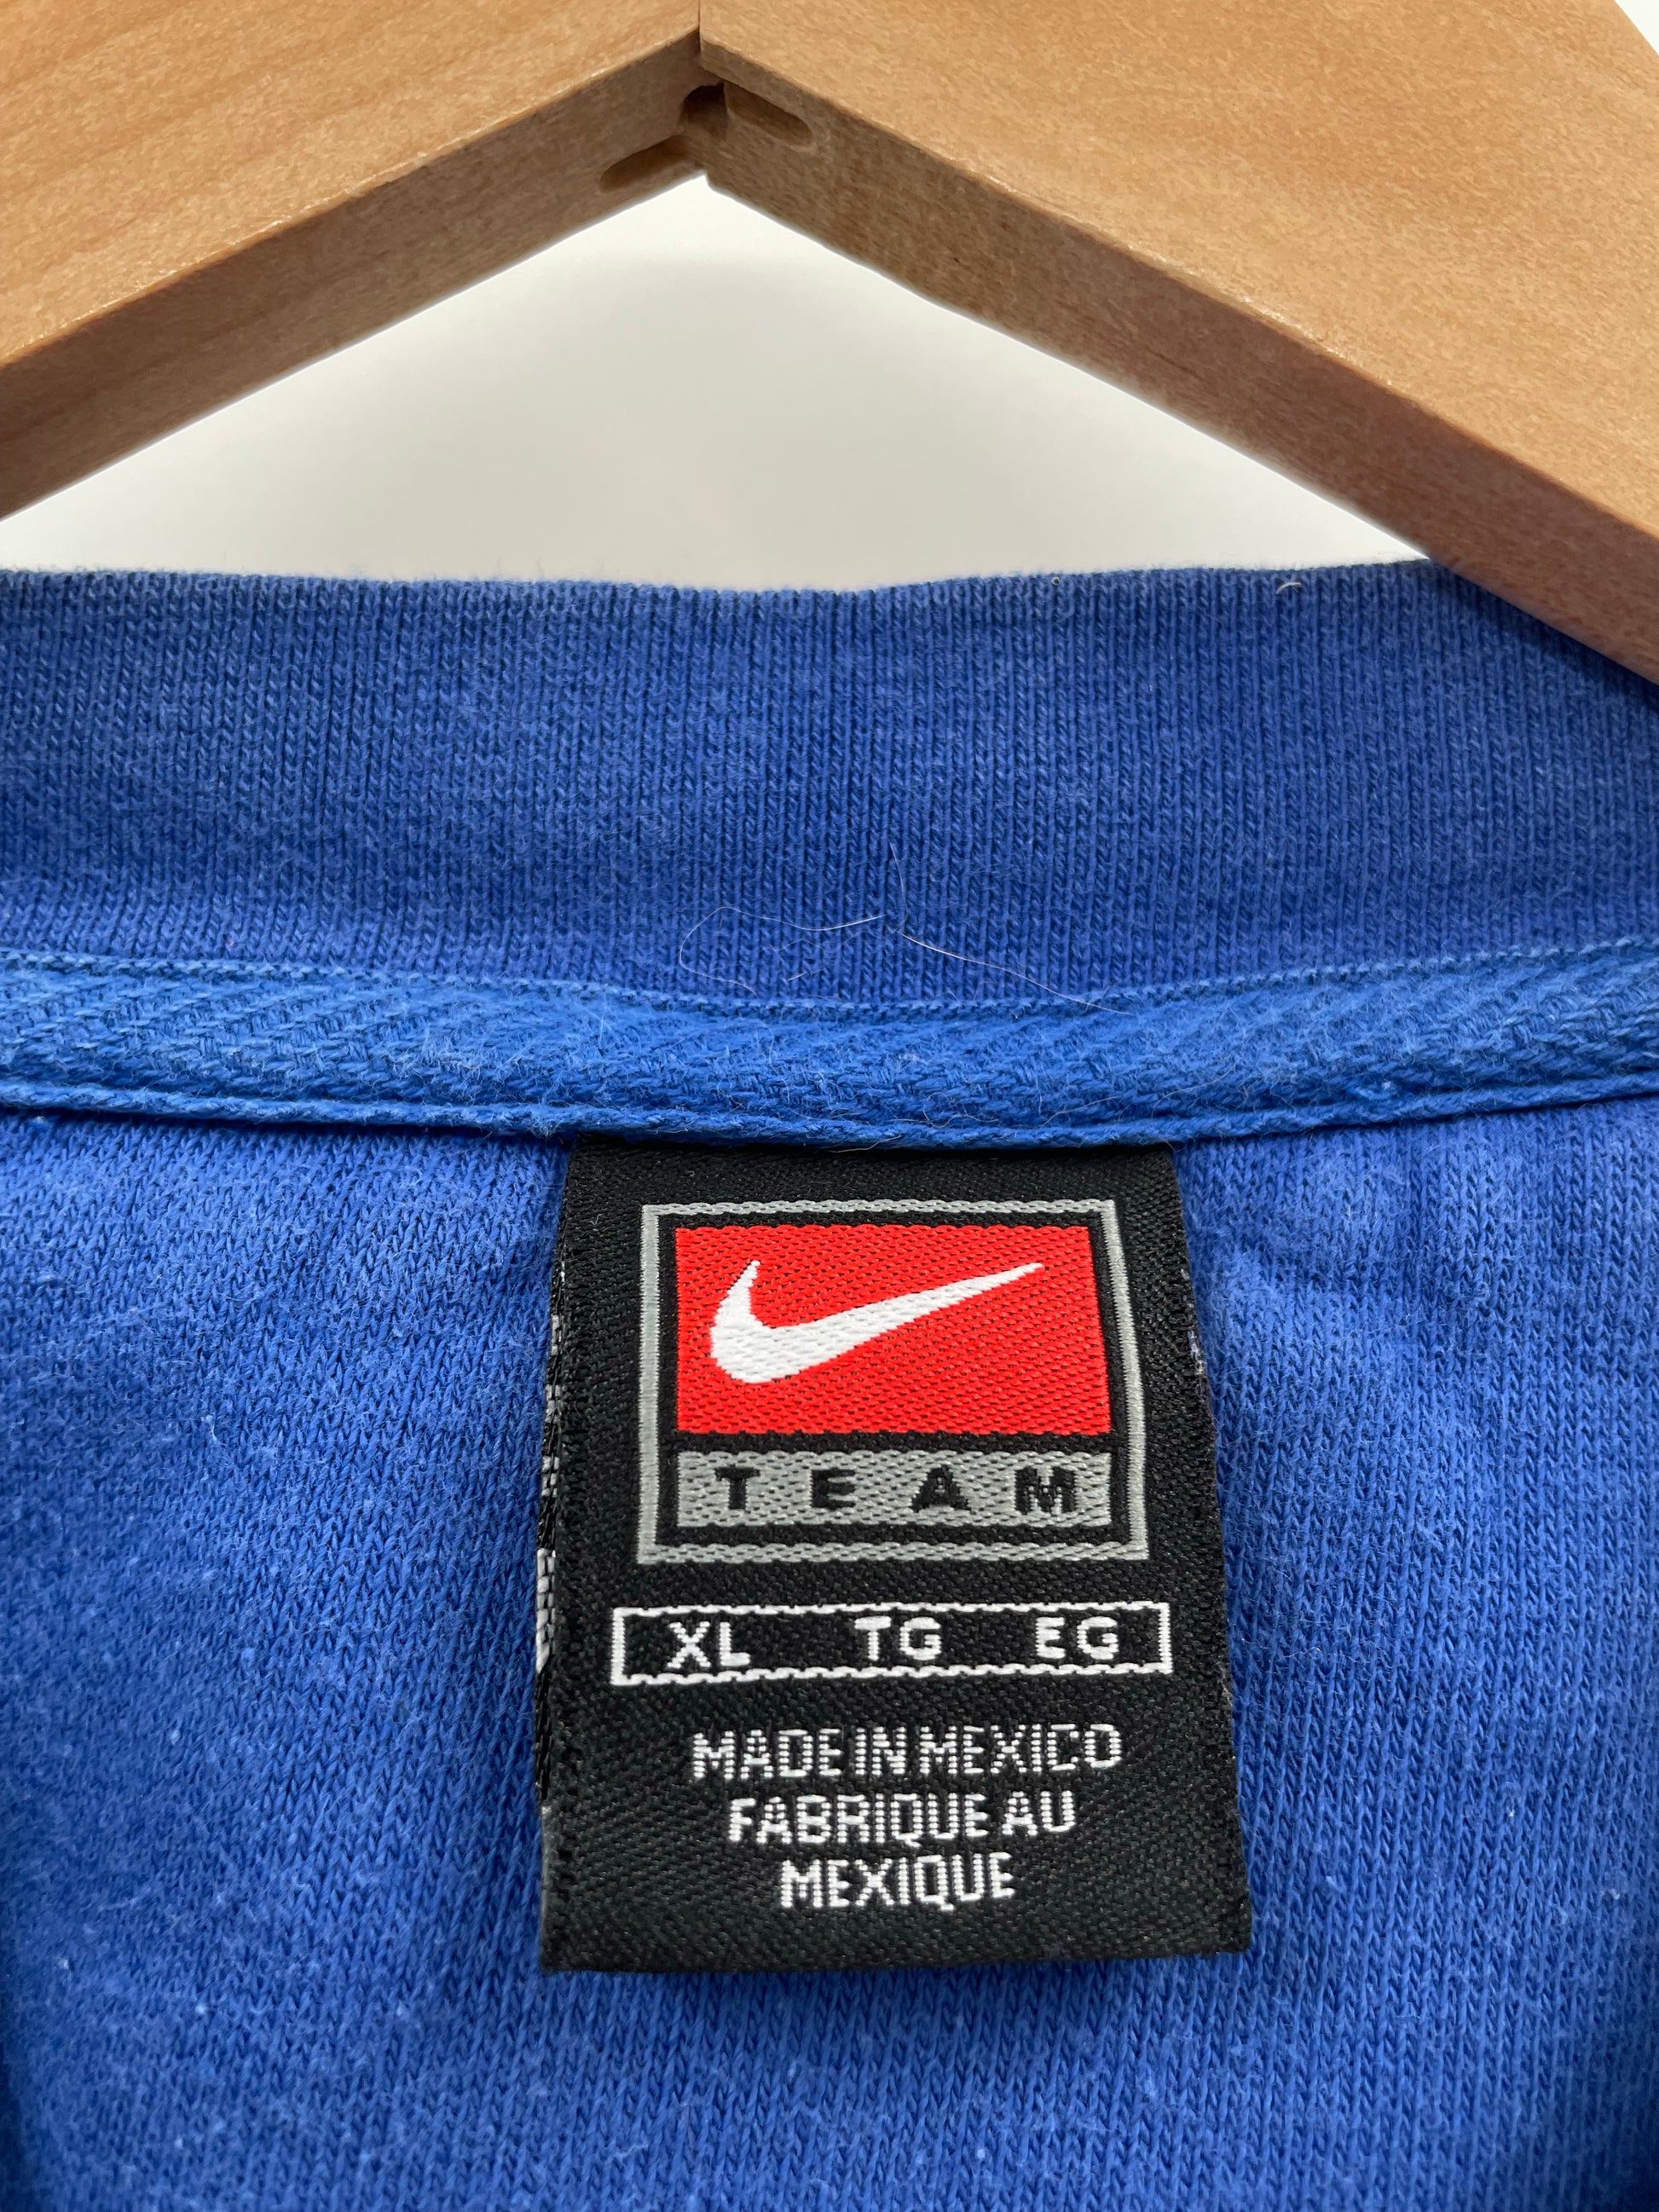 TEAM
XL TG EG
MADE IN MEXICO
FABRIQUE AU
MEXIQUE